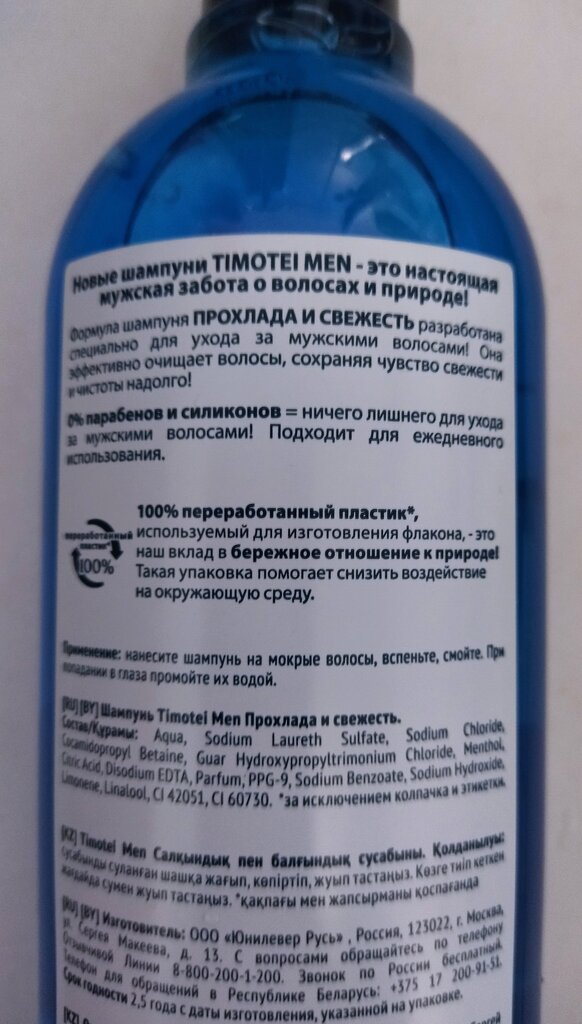 Новые шампуни TIMOTEI MEN - это настоящая
мужская забота о волосах и природе!
Формула шампуня ПРОХЛАДА И СВЕЖЕСТЬ разработана
специально для ухода за мужскими волосами! Она
эффективно очищает волосы, сохраняя чувство свежести
и чистоты надолго!
0% парабенов и силиконов = ничего лишнего для ухода
за мужскими волосами! Подходит для ежедневного
использования.
переработанный
пластик*
100%
100% переработанный пластик*,
используемый для изготовления флакона, - это
наш вклад в бережное отношение к природе!
Такая упаковка помогает снизить воздействие
на окружающую среду.
Применение: нанесите шампунь на мокрые волосы, вспеньте, смойте. При
попадании в глаза промойте их водой.
[RU] [BY] Шампунь Timotei Men Прохлада и свежесть.
Состав/Құрамы: Aqua, Sodium Laureth Sulfate, Sodium Chloride,
Cocamidopropyl Betaine, Guar Hydroxypropyltrimonium Chloride, Menthol,
Citric Acid, Disodium EDTA, Parfum, PPG-9, Sodium Benzoate, Sodium Hydroxide,
Limonene, Linalool, CI 42051, CI 60730. *за исключением колпачка и этикетки.
[KZ] Timotei Men Салқындық пен балғындық сусабыны. Қолданылуы:
сусабынды суланған шашқа жағып, көпіртіп, жуып тастаңыз. Көзге тиіп кеткен
жағдайда сумен жуып тастаңыз. *қақпағы мен жапсырманы қоспағанда
[RU] [BY] Изготовитель: ООО «Юнилевер Русь» , Россия, 123022, г. Москва,
ул. Сергея Макеева, д. 13. С вопросами обращайтесь по телефону
Отзывчивой Линии 8-800-200-1-200. Звонок по России бесплатный.
Телефон для обращений в Республике Беларусь: +375 17 200-91-51.
Срок годности 2,5 года с даты изготовления, указанной на упаковке.
[KZ]